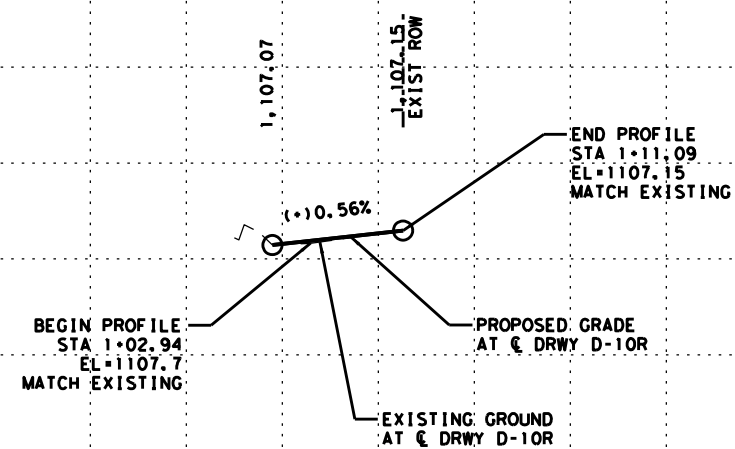 1,107.07
1,107.15
EXIST ROW
END PROFILE
STA 1+11.09
EL=1107.15
MATCH EXISTING
(+)0.56%
BEGIN PROFILE
STA 1+02.94
EL=1107.7
MATCH EXISTING
PROPOSED GRADE
AT ℄ DRWY D-10R
EXISTING GROUND
AT ℄ DRWY D-10R